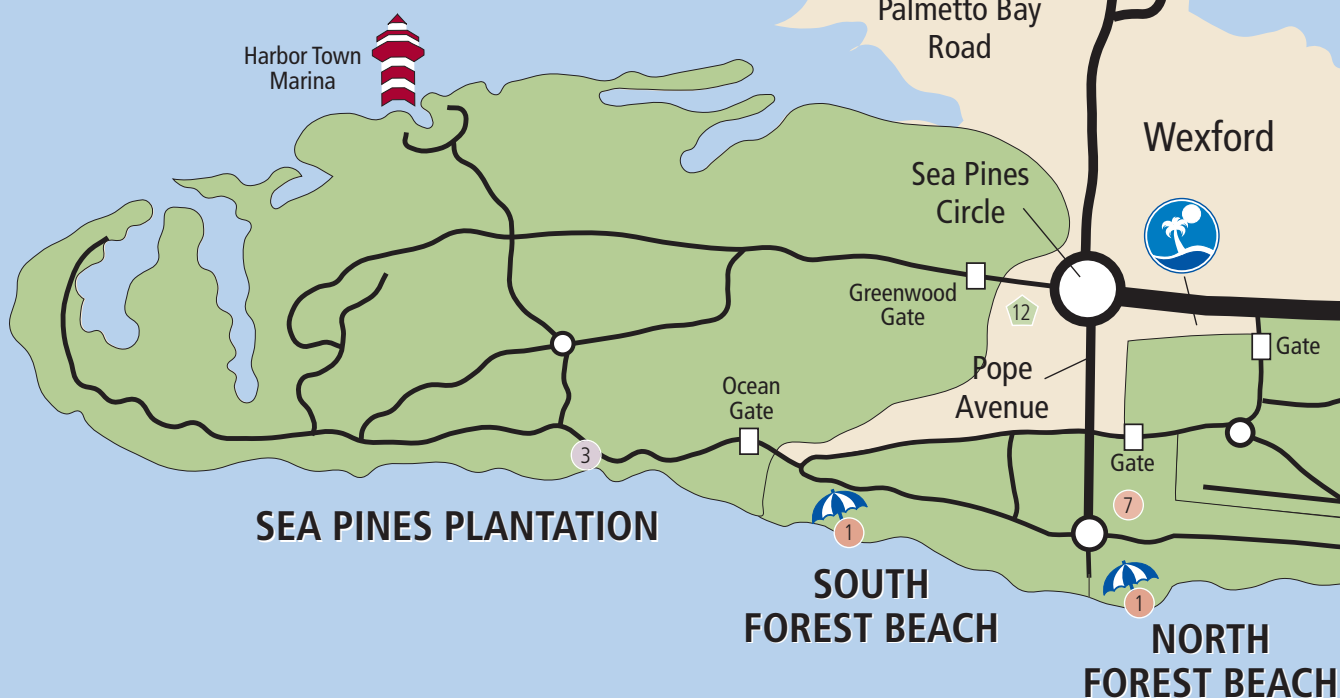 Palmetto Bay
Road
Harbor Town
Marina
Wexford
Sea Pines
Circle
Greenwood
Gate
12
Gate
Pope
Avenue
Ocean
Gate
3
Gate
7
SEA PINES PLANTATION
1
SOUTH
FOREST BEACH
1
NORTH
FOREST BEACH